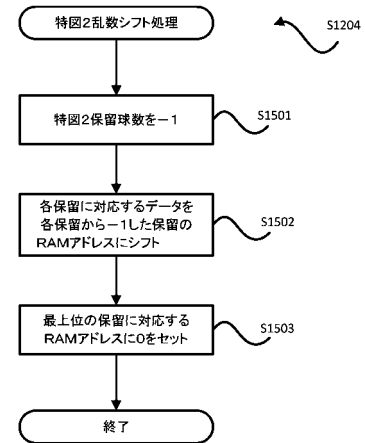 特図２乱数シフト処理
S1204
特図２保留球数を－１
S1501
各保留に対応するデータを
各保留から－１した保留の
ＲＡＭアドレスにシフト
S1502
最上位の保留に対応する
ＲＡＭアドレスに０をセット
S1503
終了